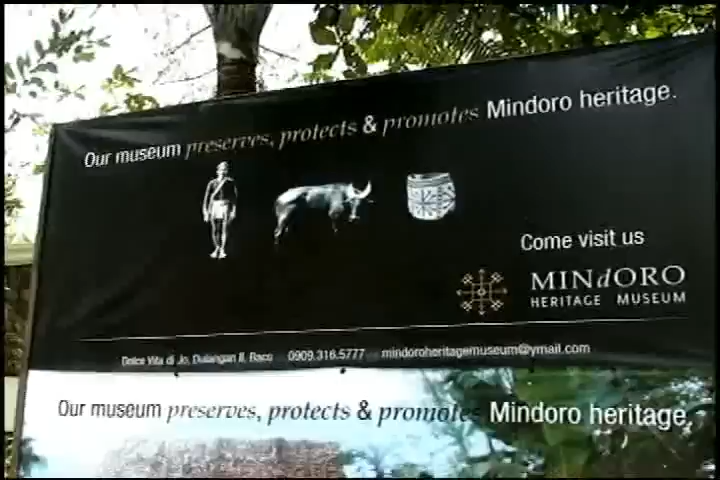 Our museum preserves, protects & promotes Mindoro heritage.
Come visit us
MINdORO
HERITAGE MUSEUM
Dolce Vita di Jo, Dulangan II, Baco 0909.316.5777 mindoroheritagemuseum@ymail.com
Our museum preserves, protects & promotes Mindoro heritage.